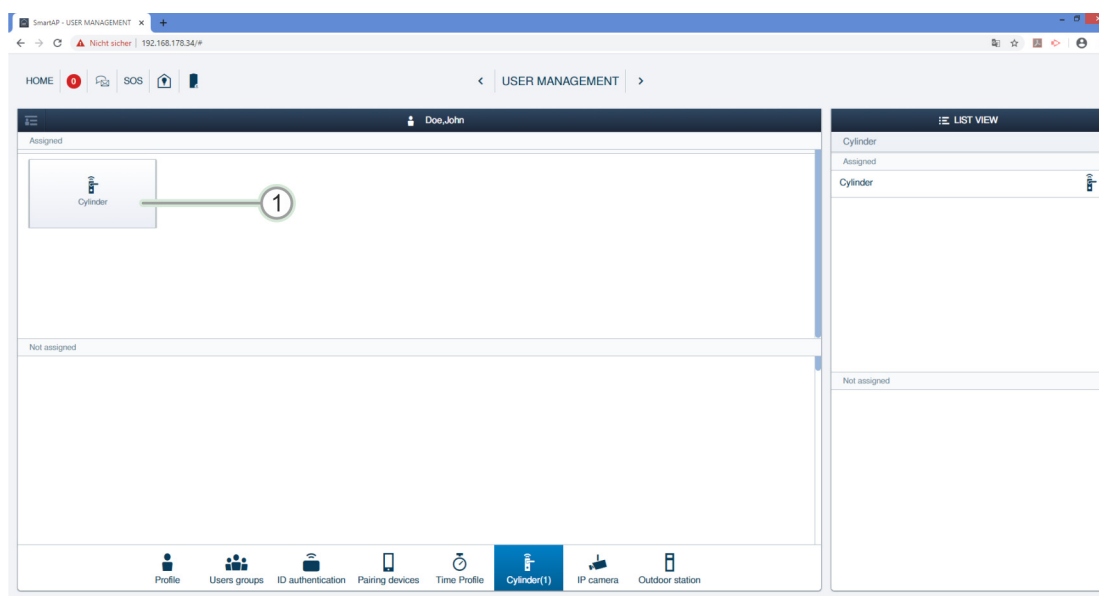 SmartAP - USER MANAGEMENT
Nicht sicher | 192.168.178.34/#
HOME 0 SOS < USER MANAGEMENT >
Doe,John
Assigned
Cylinder
1
Not assigned
Profile Users groups ID authentication Pairing devices Time Profile Cylinder(1) IP camera Outdoor station
LIST VIEW
Cylinder
Assigned
Cylinder
Not assigned